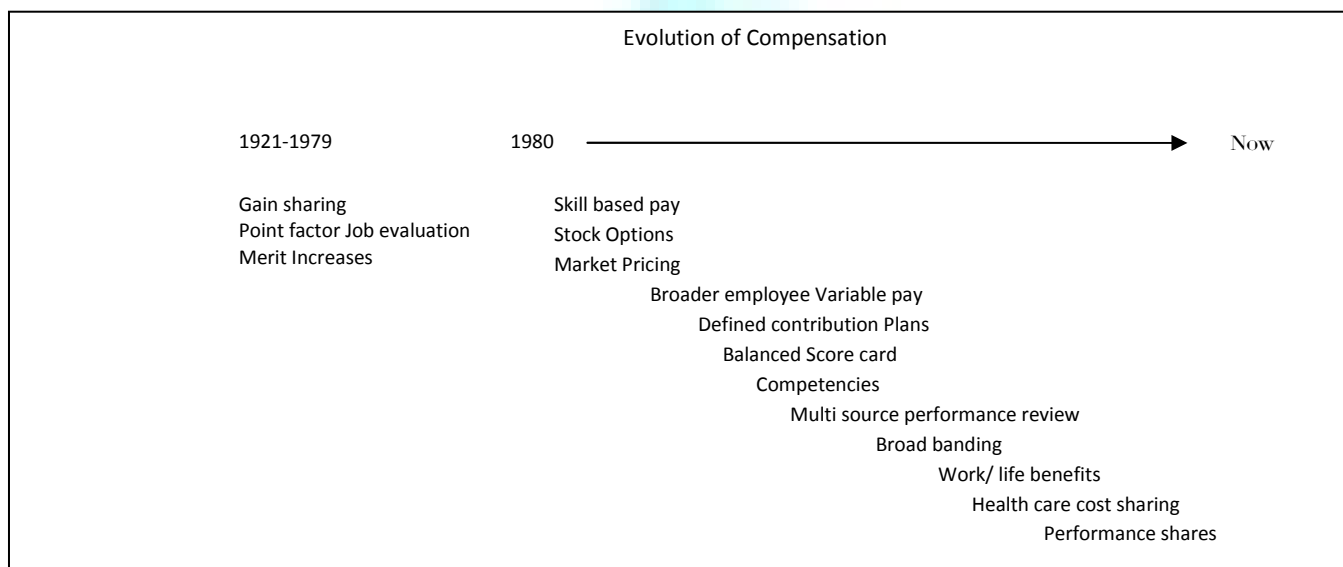 Evolution of Compensation
1921-1979 1980 Now
Gain sharing Skill based pay
Point factor Job evaluation Stock Options
Merit Increases Market Pricing
Broader employee Variable pay
Defined contribution Plans
Balanced Score card
Competencies
Multi source performance review
Broad banding
Work/ life benefits
Health care cost sharing
Performance shares